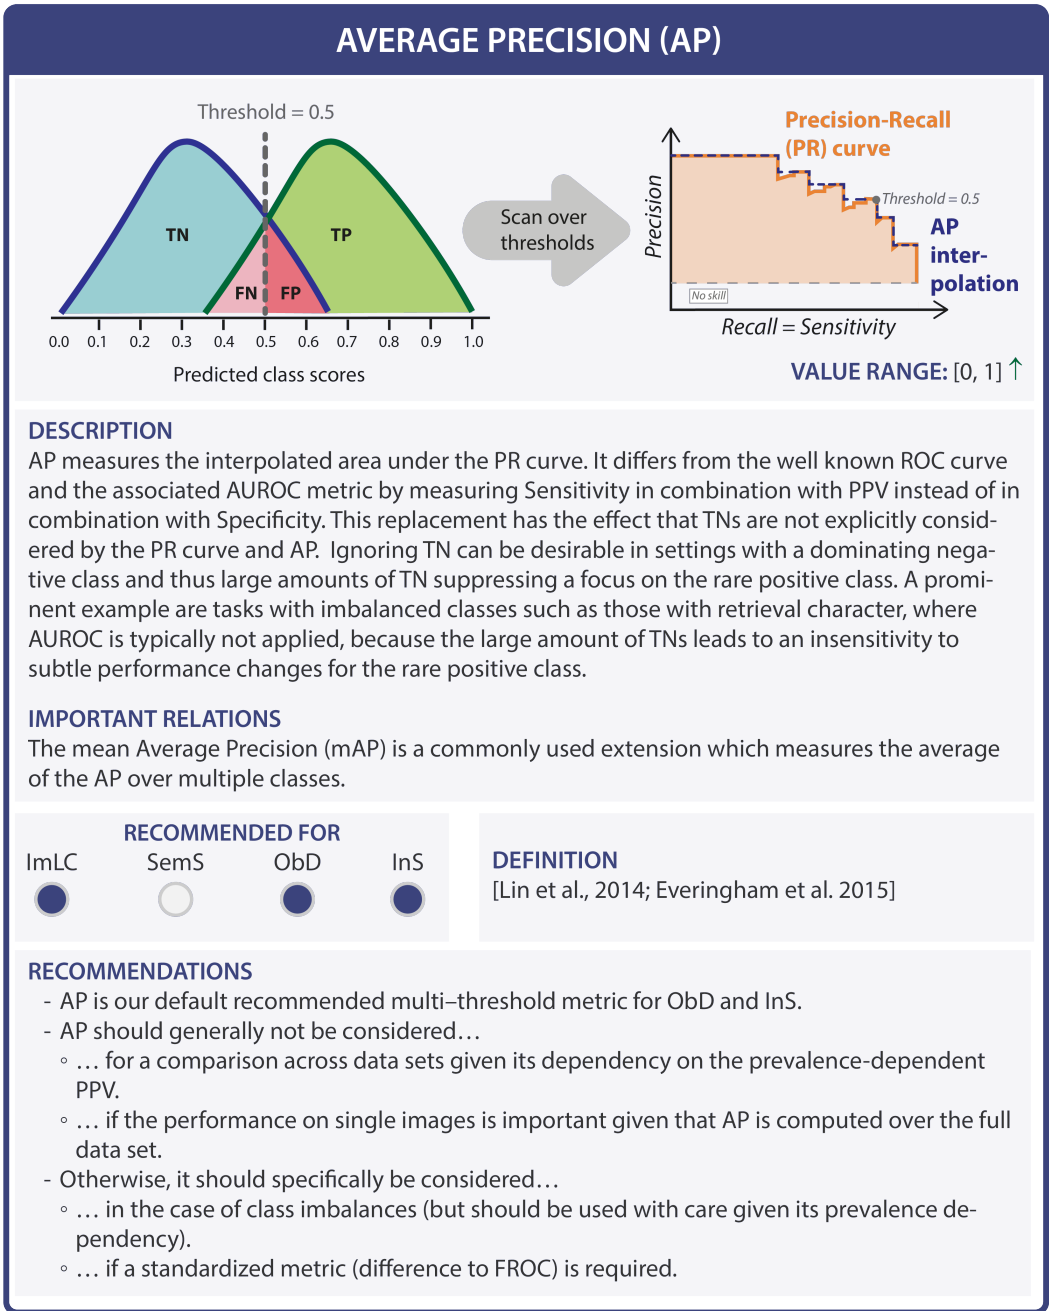 AVERAGE PRECISION (AP)
Threshold = 0.5
TN
TP
FN
FP
0.0 0.1 0.2 0.3 0.4 0.5 0.6 0.7 0.8 0.9 1.0
Predicted class scores
Scan over
thresholds
Precision-Recall
(PR) curve
Precision
Threshold = 0.5
AP
inter-
polation
No skill
Recall = Sensitivity
VALUE RANGE: [0, 1] ↑
DESCRIPTION
AP measures the interpolated area under the PR curve. It differs from the well known ROC curve
and the associated AUROC metric by measuring Sensitivity in combination with PPV instead of in
combination with Specificity. This replacement has the effect that TNs are not explicitly consid-
ered by the PR curve and AP. Ignoring TN can be desirable in settings with a dominating nega-
tive class and thus large amounts of TN suppressing a focus on the rare positive class. A promi-
nent example are tasks with imbalanced classes such as those with retrieval character, where
AUROC is typically not applied, because the large amount of TNs leads to an insensitivity to
subtle performance changes for the rare positive class.
IMPORTANT RELATIONS
The mean Average Precision (mAP) is a commonly used extension which measures the average
of the AP over multiple classes.
RECOMMENDED FOR
ImLC SemS ObD InS
DEFINITION
[Lin et al., 2014; Everingham et al. 2015]
RECOMMENDATIONS
- AP is our default recommended multi–threshold metric for ObD and InS.
- AP should generally not be considered…
◦ … for a comparison across data sets given its dependency on the prevalence-dependent
PPV.
◦ … if the performance on single images is important given that AP is computed over the full
data set.
- Otherwise, it should specifically be considered…
◦ … in the case of class imbalances (but should be used with care given its prevalence de-
pendency).
◦ … if a standardized metric (difference to FROC) is required.